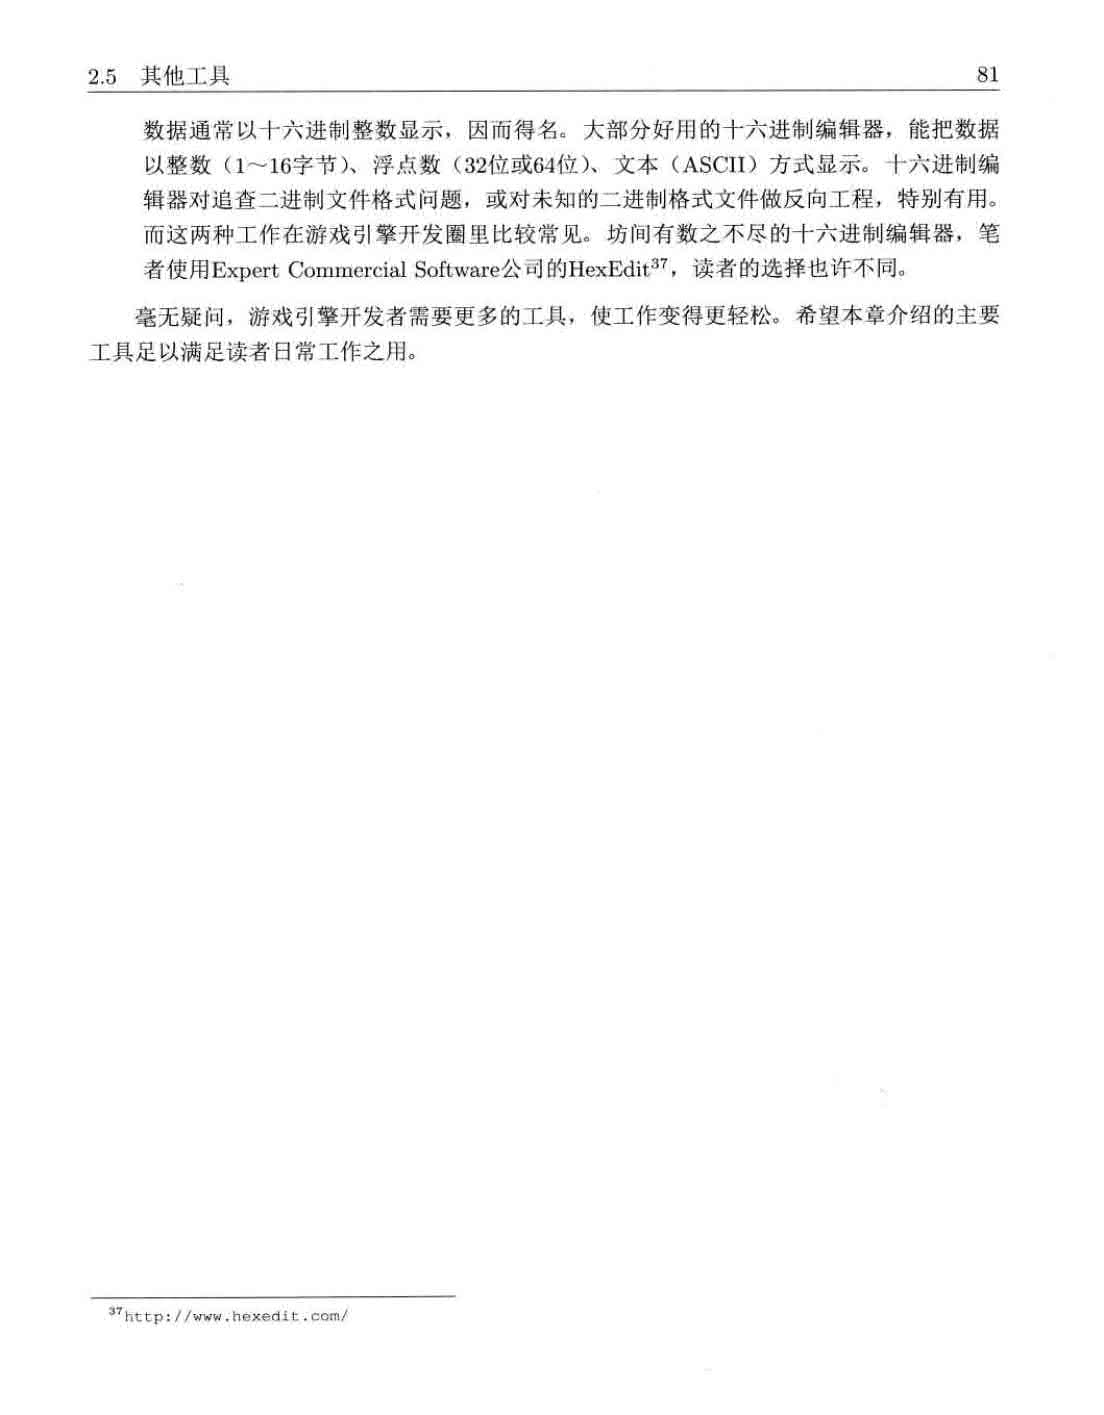 2.5 其他工具 81
数据通常以十六进制整数显示，因而得名。大部分好用的十六进制编辑器，能把数据
以整数（1～16字节）、浮点数（32位或64位）、文本（ASCII）方式显示。十六进制编
辑器对追查二进制文件格式问题，或对未知的二进制格式文件做反向工程，特别有用。
而这两种工作在游戏引擎开发圈里比较常见。坊间有数之不尽的十六进制编辑器，笔
者使用Expert Commercial Software公司的HexEdit37，读者的选择也许不同。
毫无疑问，游戏引擎开发者需要更多的工具，使工作变得更轻松。希望本章介绍的主要
工具足以满足读者日常工作之用。
37http://www.hexedit.com/